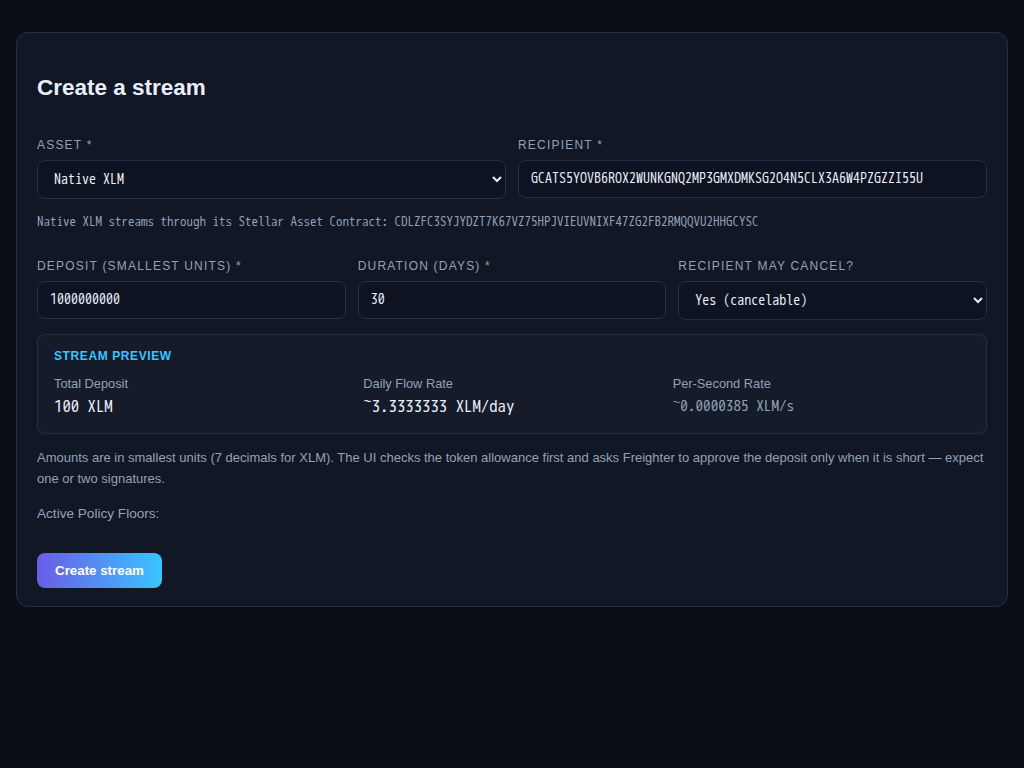 Create a stream
ASSET * RECIPIENT *
Native XLM GCATS5YOVB6ROX2WUNKGNQ2MP3GMXDMKSG2O4N5CLX3A6W4PZGZZI55U
Native XLM streams through its Stellar Asset Contract: CDLZFC3SYJYDZT7K67VZ75HPJVIEUVNIXF47ZG2FB2RMQQVU2HHGCYSC
DEPOSIT (SMALLEST UNITS) * DURATION (DAYS) * RECIPIENT MAY CANCEL?
1000000000 30 Yes (cancelable)
STREAM PREVIEW
Total Deposit Daily Flow Rate Per-Second Rate
100 XLM ~3.3333333 XLM/day ~0.0000385 XLM/s
Amounts are in smallest units (7 decimals for XLM). The UI checks the token allowance first and asks Freighter to approve the deposit only when it is short — expect
one or two signatures.
Active Policy Floors:
Create stream